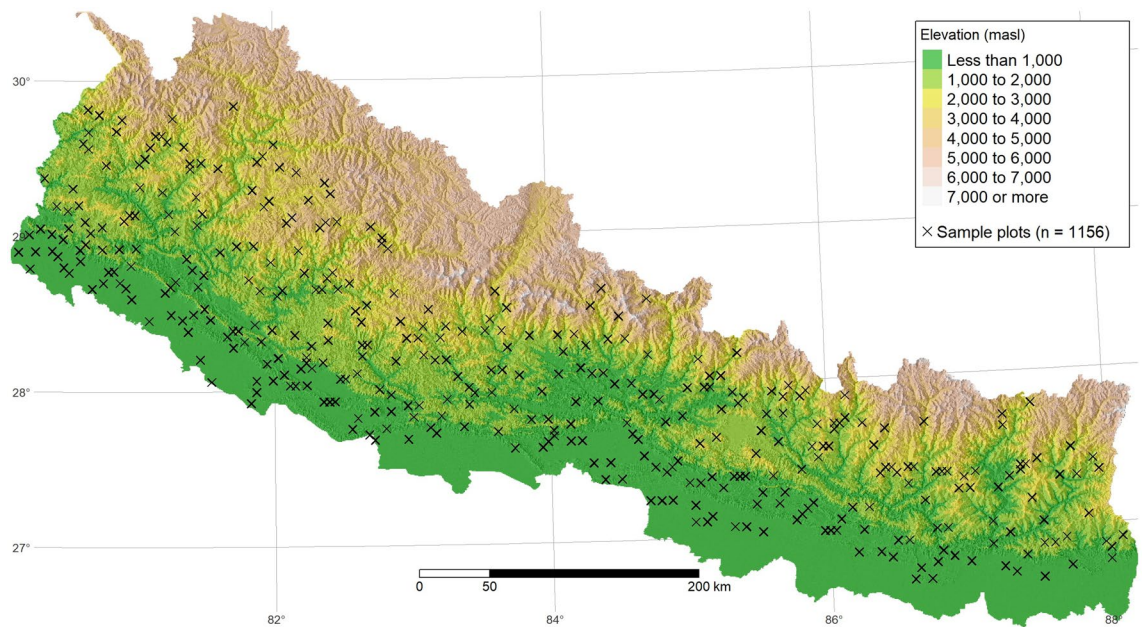 Elevation (masl)
Less than 1,000
1,000 to 2,000
2,000 to 3,000
3,000 to 4,000
4,000 to 5,000
5,000 to 6,000
6,000 to 7,000
7,000 or more
× Sample plots (n = 1156)
30°
29°
28°
27°
0 50 200 km
82° 84° 86° 88°